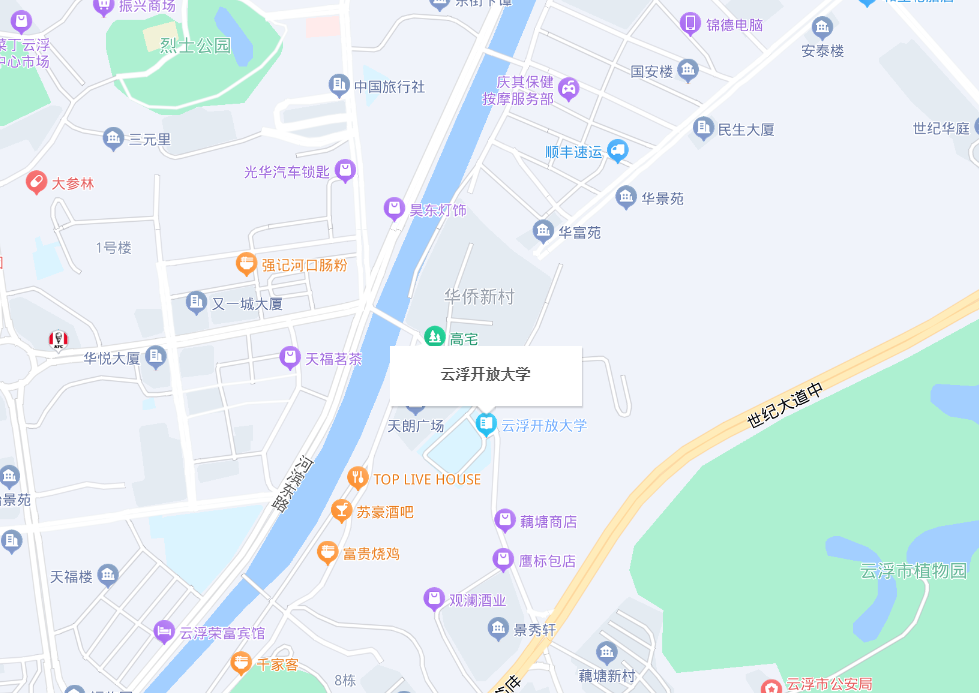 振兴商场
东街下障
锦德电脑
菜丁云浮
中心市场
烈士公园
安泰楼
国安楼
中国旅行社
庆其保健
按摩服务部
民生大厦
世纪华庭
三元里
顺丰速运
光华汽车锁匙
大参林
华景苑
昊东灯饰
华富苑
1号楼
强记河口肠粉
华侨新村
又一城大厦
KFC
高宅
华悦大厦
天福茗茶
云浮开放大学
世纪大道中
天朗广场
云浮开放大学
河滨东路
TOP LIVE HOUSE
怡景苑
苏豪酒吧
藕塘商店
富贵烧鸡
鹰标包店
云浮市植物园
天福楼
观澜酒业
云浮荣富宾馆
景秀轩
千家客
藕塘新村
8栋
云浮市公安局